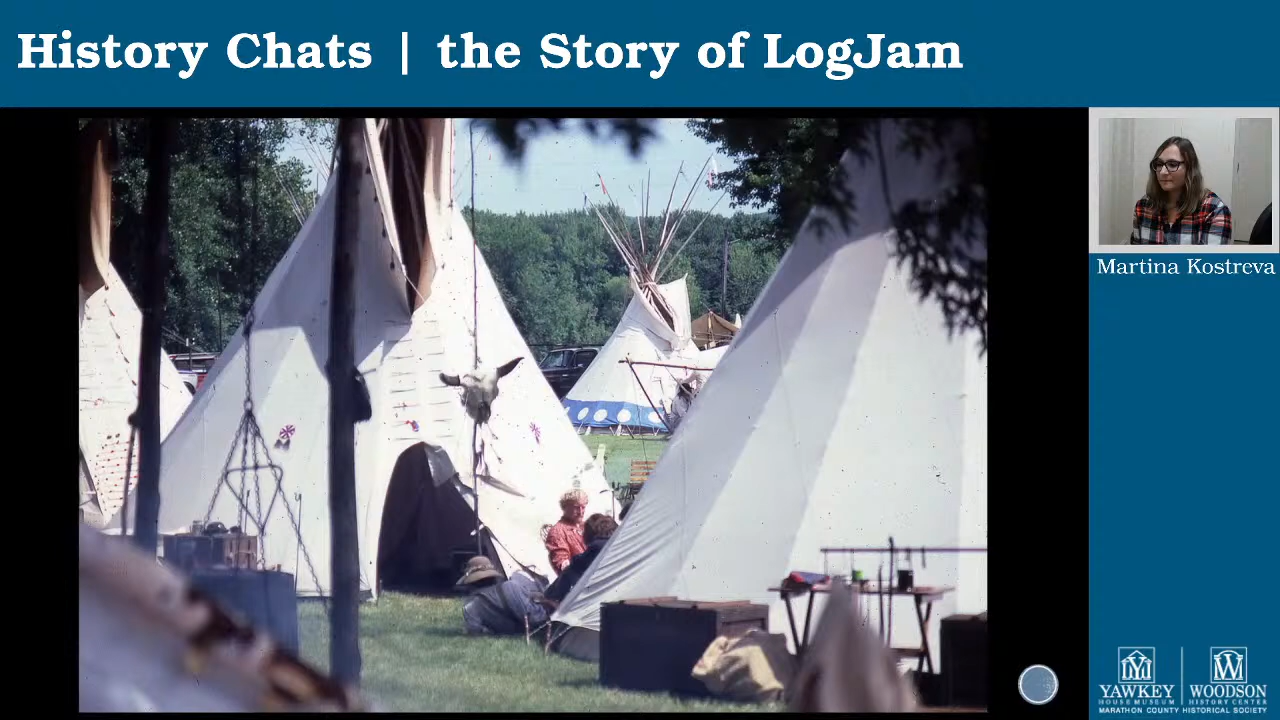 History Chats | the Story of LogJam
Martina Kostreva
YAWKEY
HOUSE MUSEUM
WOODSON
HISTORY CENTER
MARATHON COUNTY HISTORICAL SOCIETY